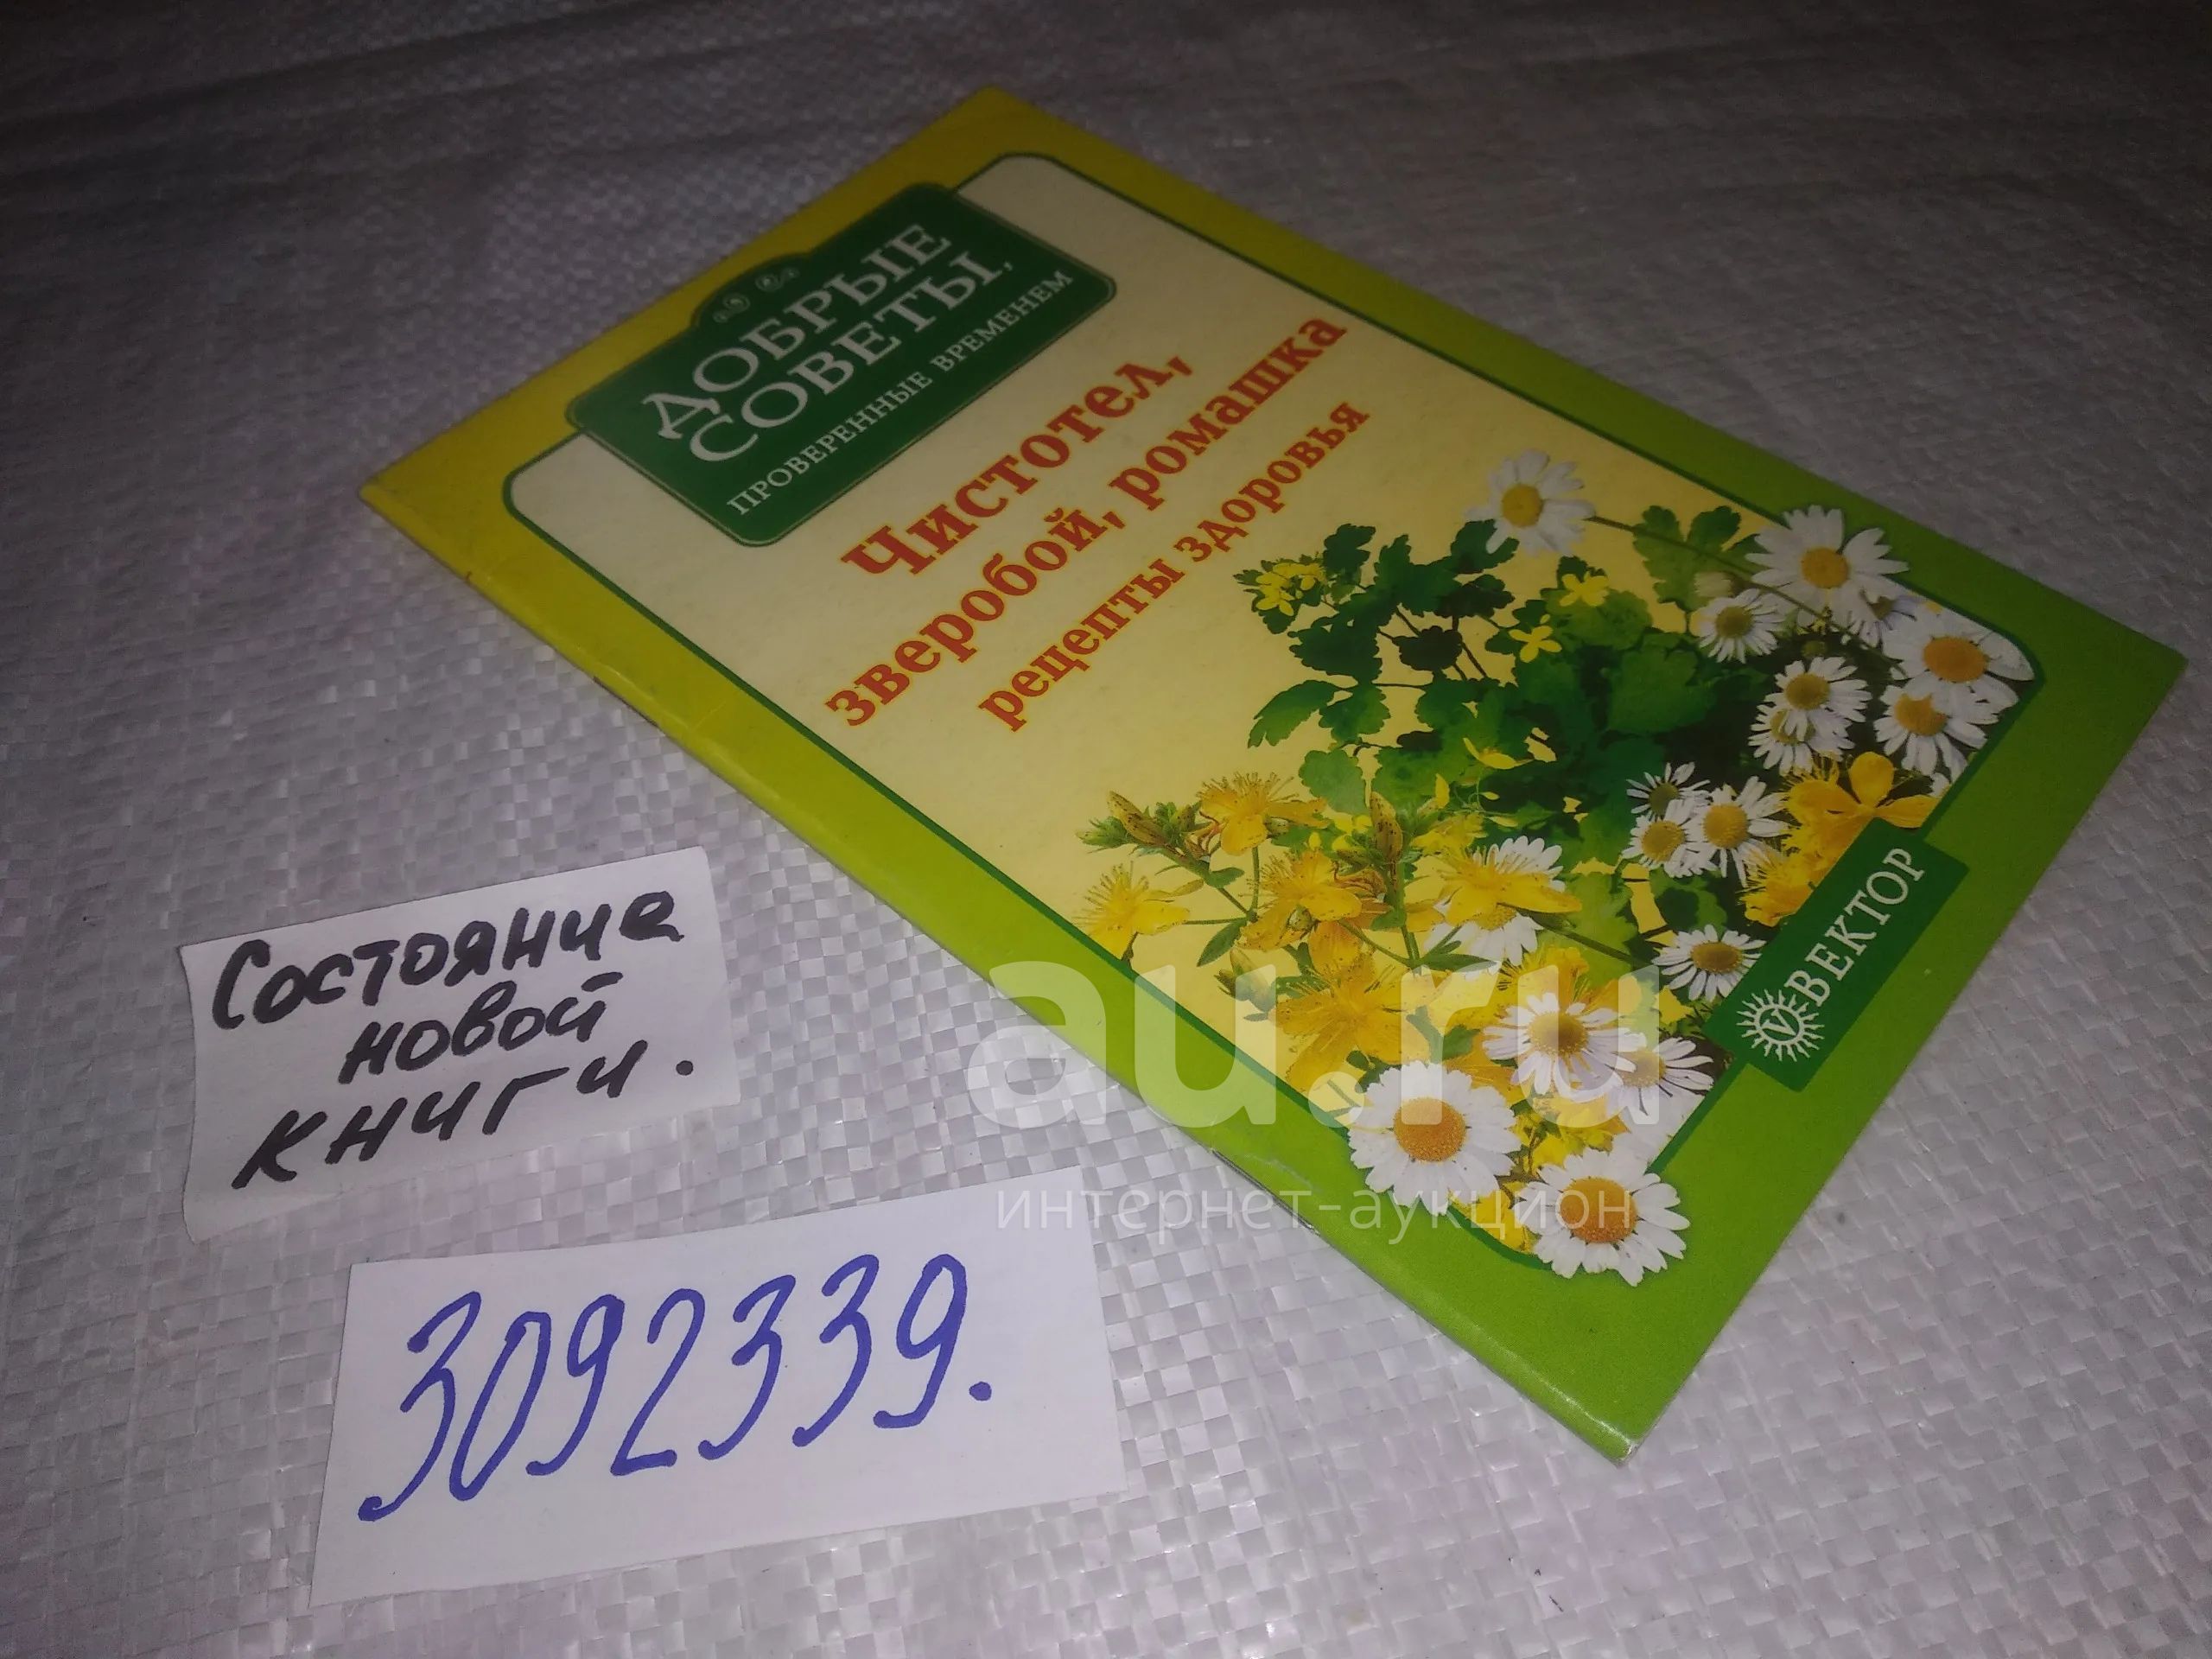 ДОБРЫЕ
СОВЕТЫ,
ПРОВЕРЕННЫЕ ВРЕМЕНЕМ
Чистотел,
зверобой, ромашка
рецепты здоровья
ВЕКТОР
Состояние
новой
книги.
3092339.
au.ru
интернет-аукцион